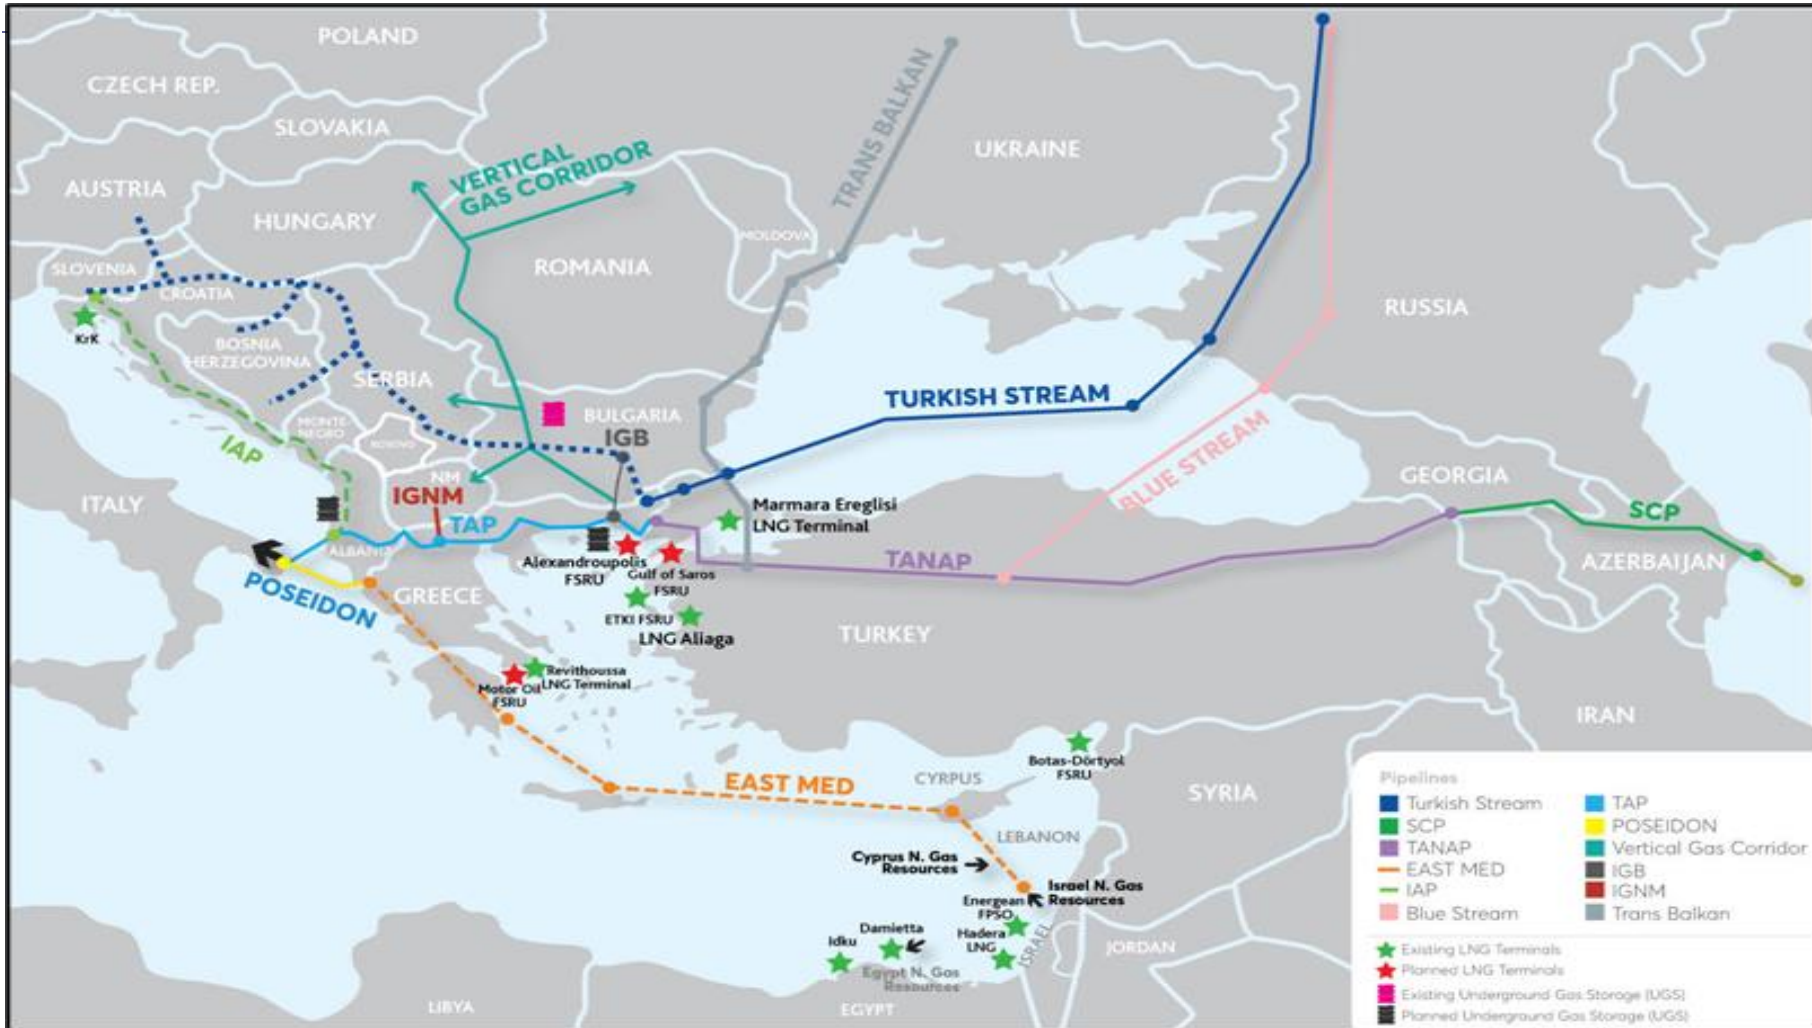 POLAND
CZECH REP.
SLOVAKIA
UKRAINE
TRANS BALKAN
VERTICAL
GAS CORRIDOR
AUSTRIA
HUNGARY
MOLDOVA
SLOVENIA
ROMANIA
CROATIA
RUSSIA
KrK
BOSNIA
HERZEGOVINA
SERBIA
TURKISH STREAM
BULGARIA
MONTE-
NEGRO
KOSOVO
IGB
IAP
BLUE STREAM
NM
GEORGIA
IGNM
ITALY
Marmara Ereglisi
LNG Terminal
SCP
TAP
ALBANIA
TANAP
AZERBAIJAN
Alexandroupolis
FSRU
Gulf of Saros
FSRU
POSEIDON
GREECE
ETKI FSRU
LNG Aliaga
TURKEY
Revithoussa
LNG Terminal
Motor Oil
FSRU
IRAN
Botas-Dörtyol
FSRU
EAST MED
CYRPUS
SYRIA
LEBANON
Cyprus N. Gas
Resources
Israel N. Gas
Resources
Energean
FPSO
Hadera
LNG
ISRAEL
Damietta
Idku
Egypt N. Gas
Resources
JORDAN
LIBYA
EGYPT
Pipelines
Turkish Stream
TAP
SCP
POSEIDON
TANAP
Vertical Gas Corridor
EAST MED
IGB
IAP
IGNM
Blue Stream
Trans Balkan
Existing LNG Terminals
Planned LNG Terminals
Existing Underground Gas Storage (UGS)
Planned Underground Gas Storage (UGS)